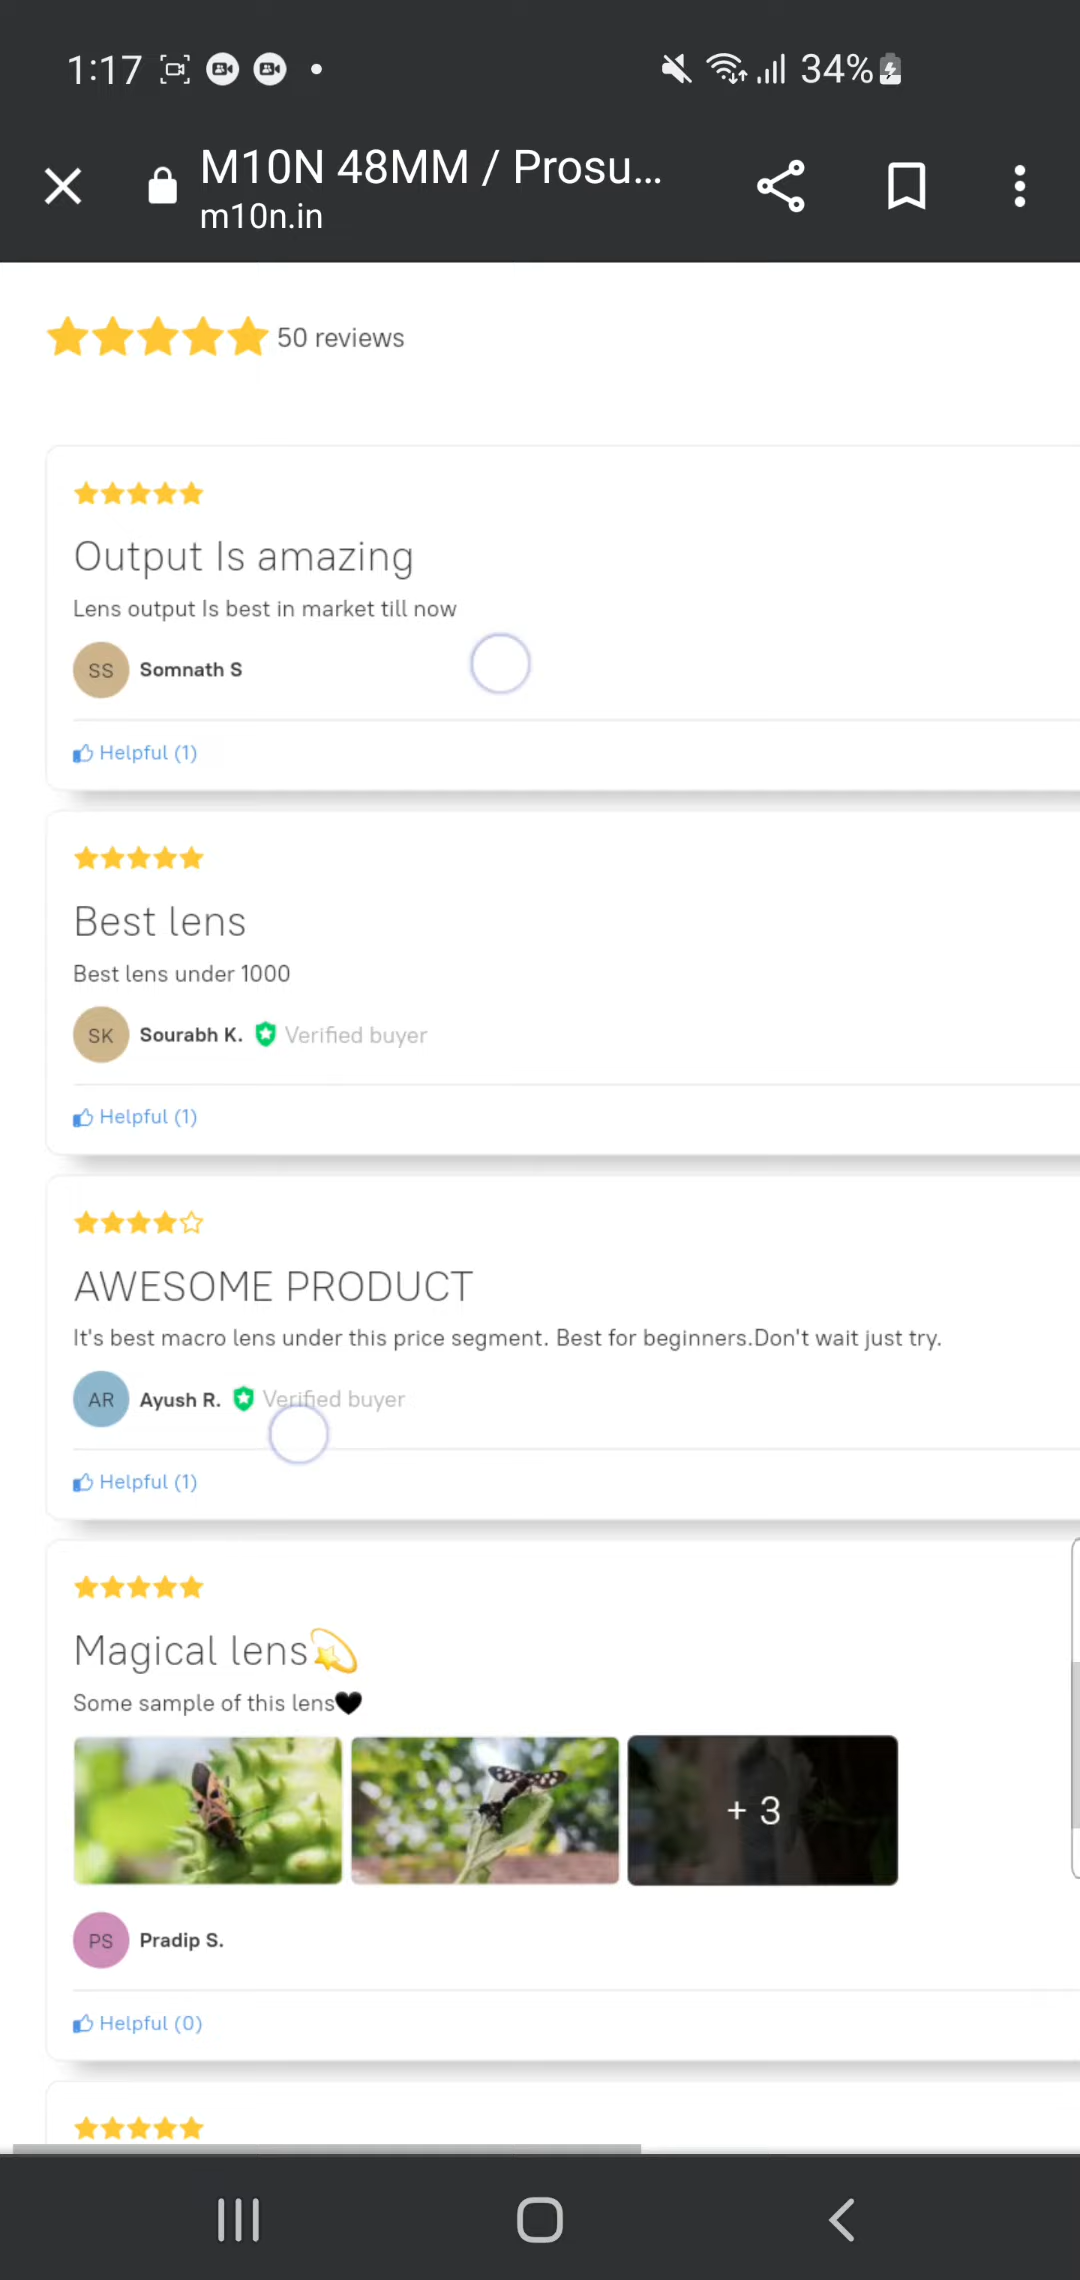 1:17
34%
M10N 48MM / Prosu...
m10n.in
50 reviews
Output Is amazing
Lens output Is best in market till now
SS Somnath S
Helpful (1)
Best lens
Best lens under 1000
SK Sourabh K. Verified buyer
Helpful (1)
AWESOME PRODUCT
It's best macro lens under this price segment. Best for beginners.Don't wait just try.
AR Ayush R. Verified buyer
Helpful (1)
Magical lens💫
Some sample of this lens🖤
+ 3
PS Pradip S.
Helpful (0)